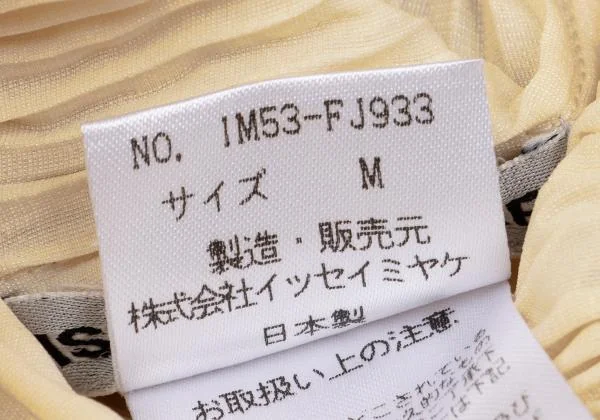 NO. IM53-FJ933
サイズ M
製造・販売元
株式会社イッセイミヤケ
日本製
お取扱い上の注意
IS